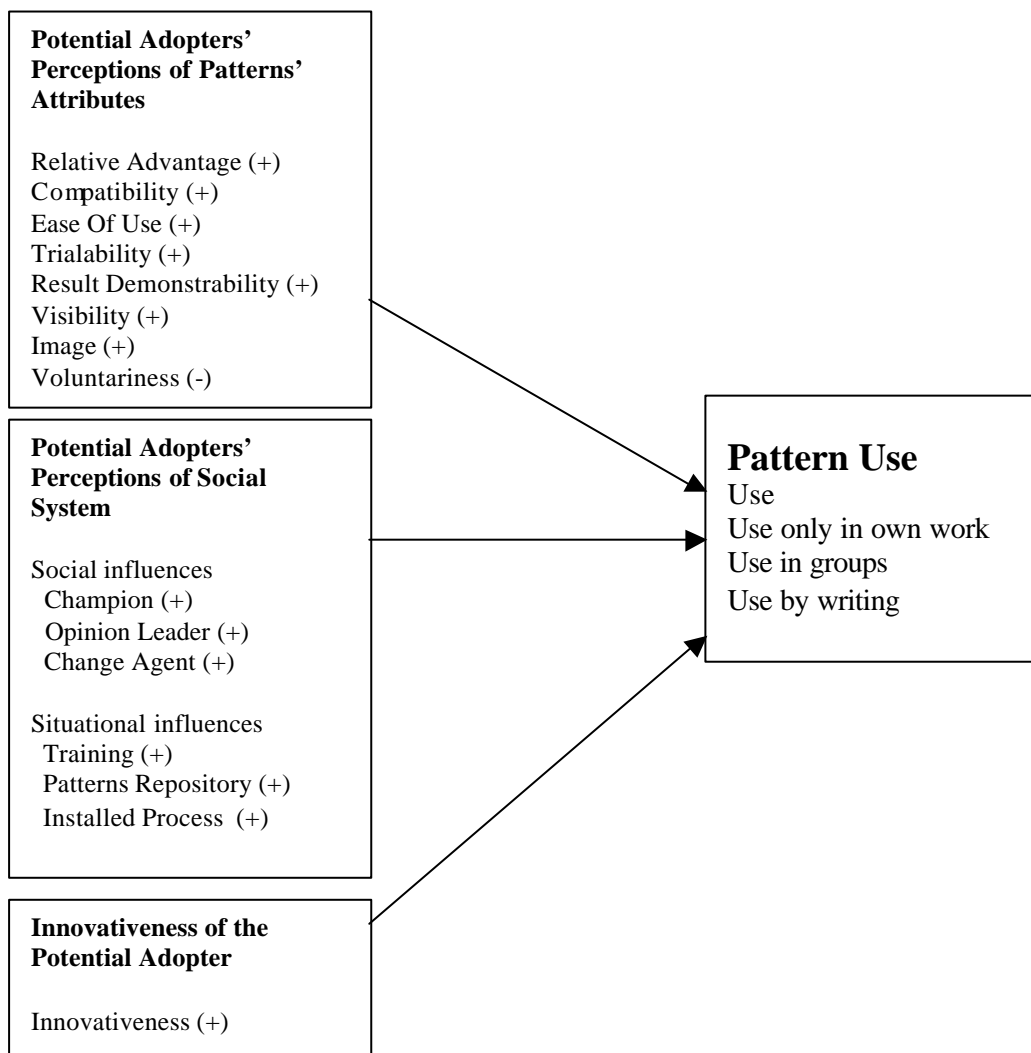 Potential Adopters’
Perceptions of Patterns’
Attributes
Relative Advantage (+)
Compatibility (+)
Ease Of Use (+)
Trialability (+)
Result Demonstrability (+)
Visibility (+)
Image (+)
Voluntariness (-)
Potential Adopters’
Perceptions of Social
System
Social influences
Champion (+)
Opinion Leader (+)
Change Agent (+)
Situational influences
Training (+)
Patterns Repository (+)
Installed Process (+)
Innovativeness of the
Potential Adopter
Innovativeness (+)
Pattern Use
Use
Use only in own work
Use in groups
Use by writing